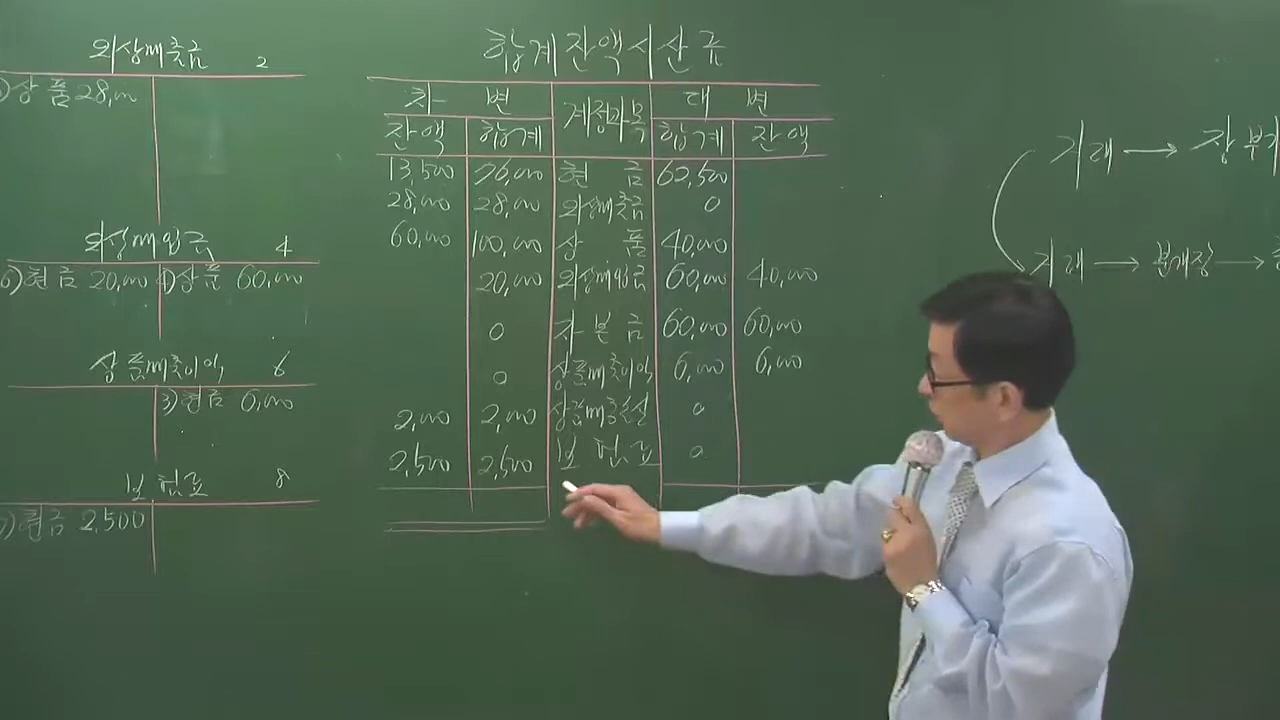 외상매출금 2
상 품 28,000
외상매입금 4
6) 현 금 20,000 4) 상 품 60,000
상품매출이익 6
3) 현금 6,000
보 험 료 8
7) 현금 2,500
합계잔액시산표
차 변 계정과목 대 변
잔액 합계 합계 잔액
13,500 76,000 현 금 62,500
28,000 28,000 외상매출금 0
60,000 100,000 상 품 40,000
20,000 외상매입금 60,000 40,000
0 자 본 금 60,000 60,000
0 상품매출이익 6,000 6,000
2,000 2,000 상품매출손실 0
2,500 2,500 보 험 료 0
거래 → 장부
거래 → 분개장 →